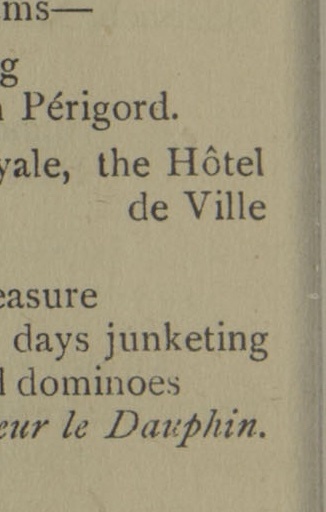 ms—
g
Périgord.
yale, the Hôtel
de Ville
easure
days junketing
dominoes
eur le Dauphin.